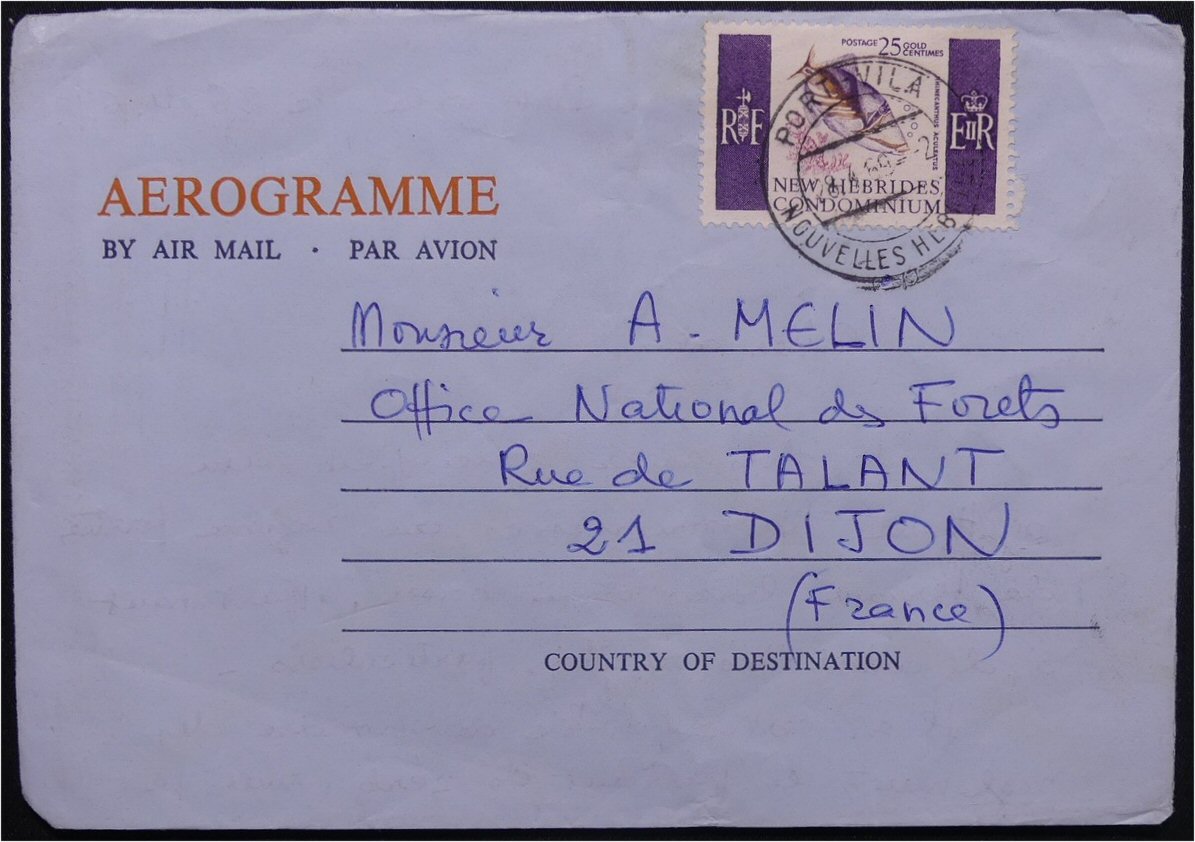 POSTAGE 25 GOLD CENTIMES
RF
EIIR
NEW HEBRIDES
CONDOMINIUM
PORT-VILA
NOUVELLES HEB
AEROGRAMME
BY AIR MAIL · PAR AVION
Monsieur A. MELIN
Office National des Forets
Rue de TALANT
21 DIJON
(France)
COUNTRY OF DESTINATION